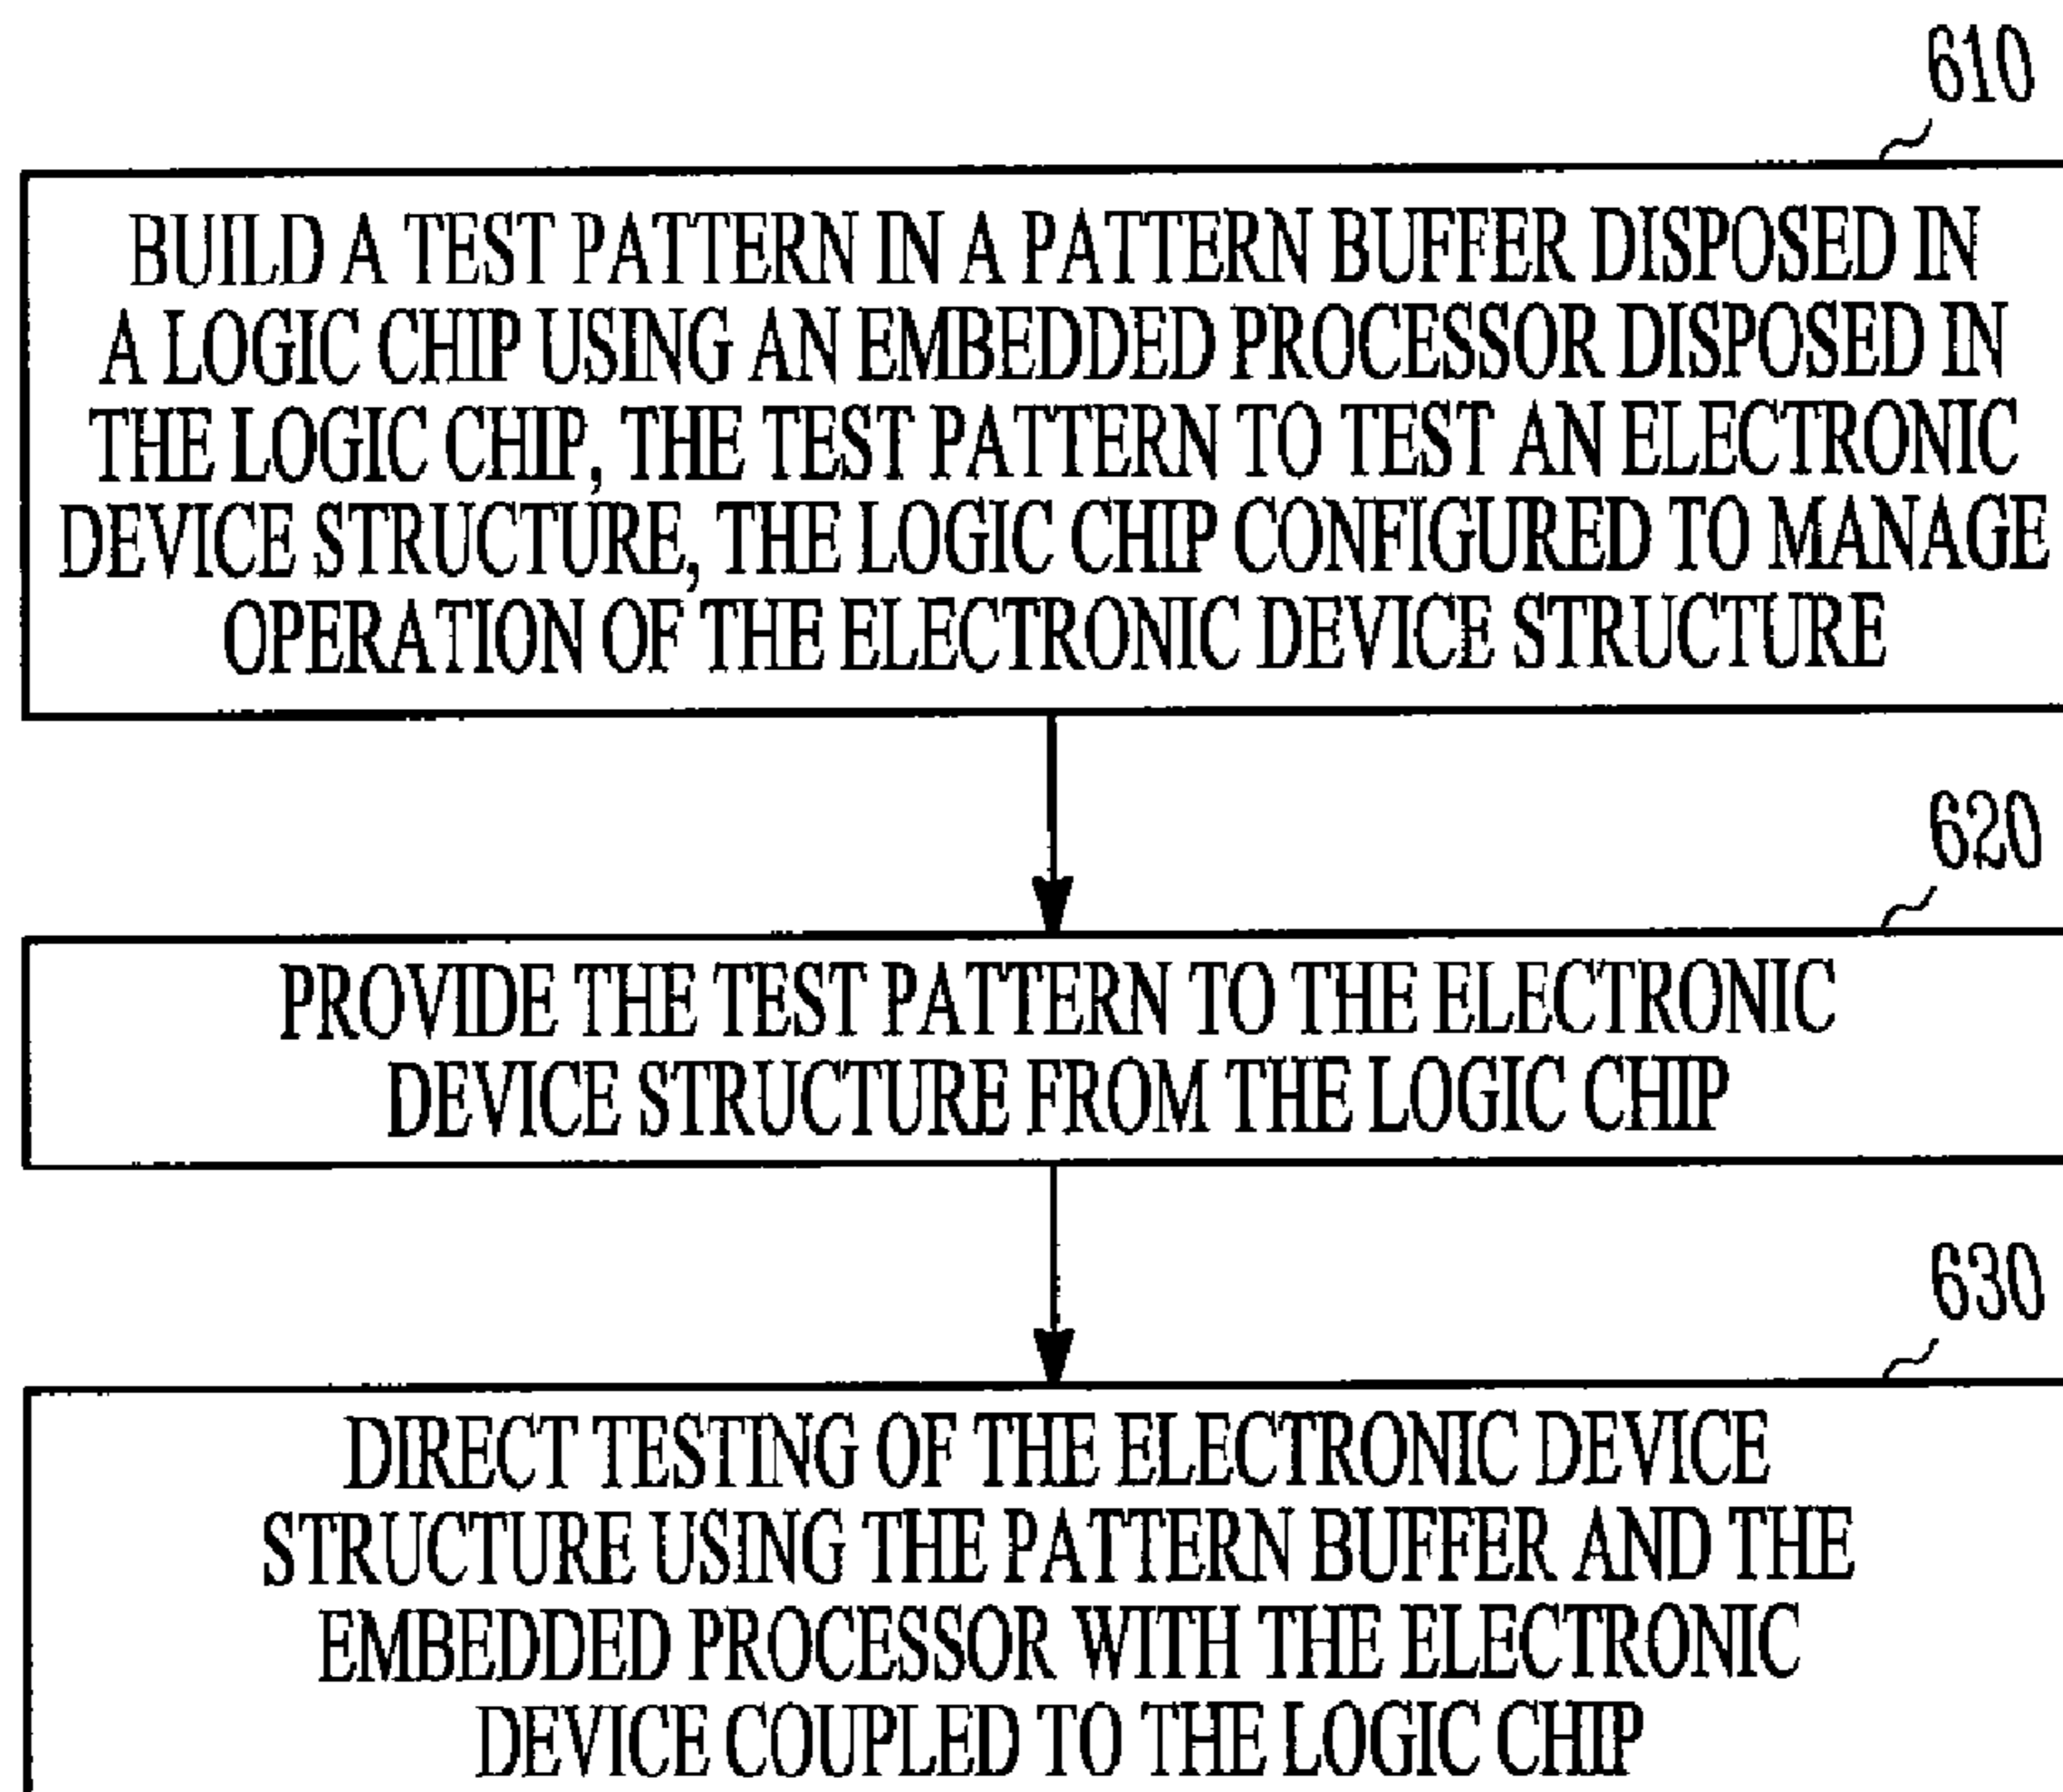 610
BUILD A TEST PATTERN IN A PATTERN BUFFER DISPOSED IN
A LOGIC CHIP USING AN EMBEDDED PROCESSOR DISPOSED IN
THE LOGIC CHIP, THE TEST PATTERN TO TEST AN ELECTRONIC
DEVICE STRUCTURE, THE LOGIC CHIP CONFIGURED TO MANAGE
OPERATION OF THE ELECTRONIC DEVICE STRUCTURE
620
PROVIDE THE TEST PATTERN TO THE ELECTRONIC
DEVICE STRUCTURE FROM THE LOGIC CHIP
630
DIRECT TESTING OF THE ELECTRONIC DEVICE
STRUCTURE USING THE PATTERN BUFFER AND THE
EMBEDDED PROCESSOR WITH THE ELECTRONIC
DEVICE COUPLED TO THE LOGIC CHIP